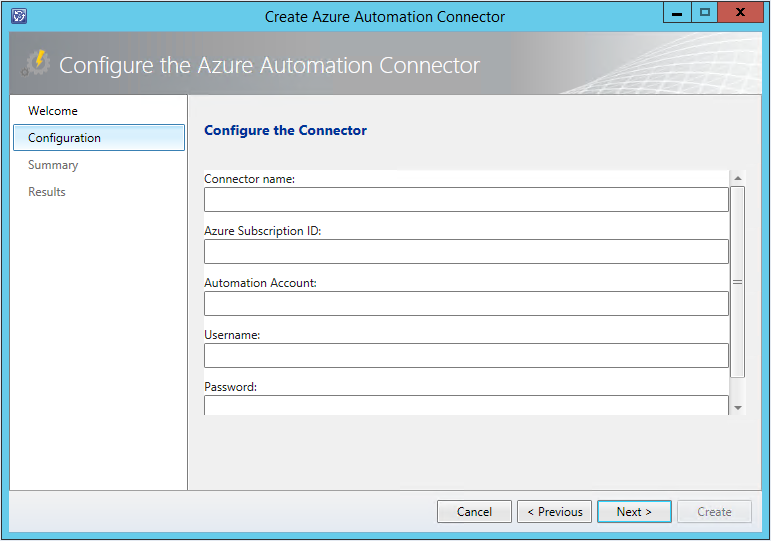 Create Azure Automation Connector
Configure the Azure Automation Connector
Welcome
Configuration
Summary
Results
Configure the Connector
Connector name:
Azure Subscription ID:
Automation Account:
Username:
Password:
Cancel
< Previous
Next >
Create